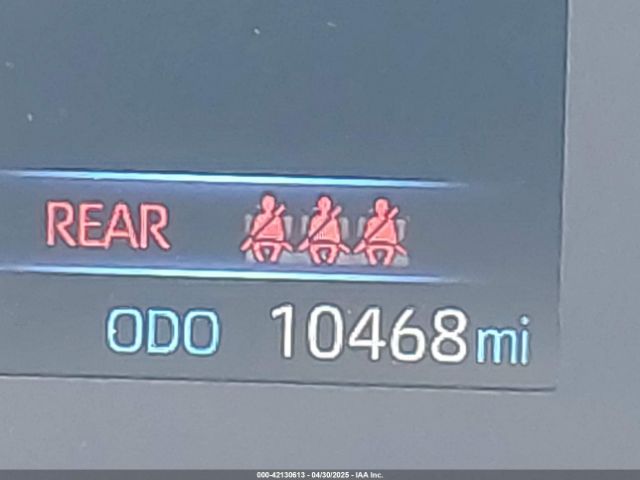 REAR
ODO 10468 mi
000-42130613 - 04/30/2025 - IAA Inc.